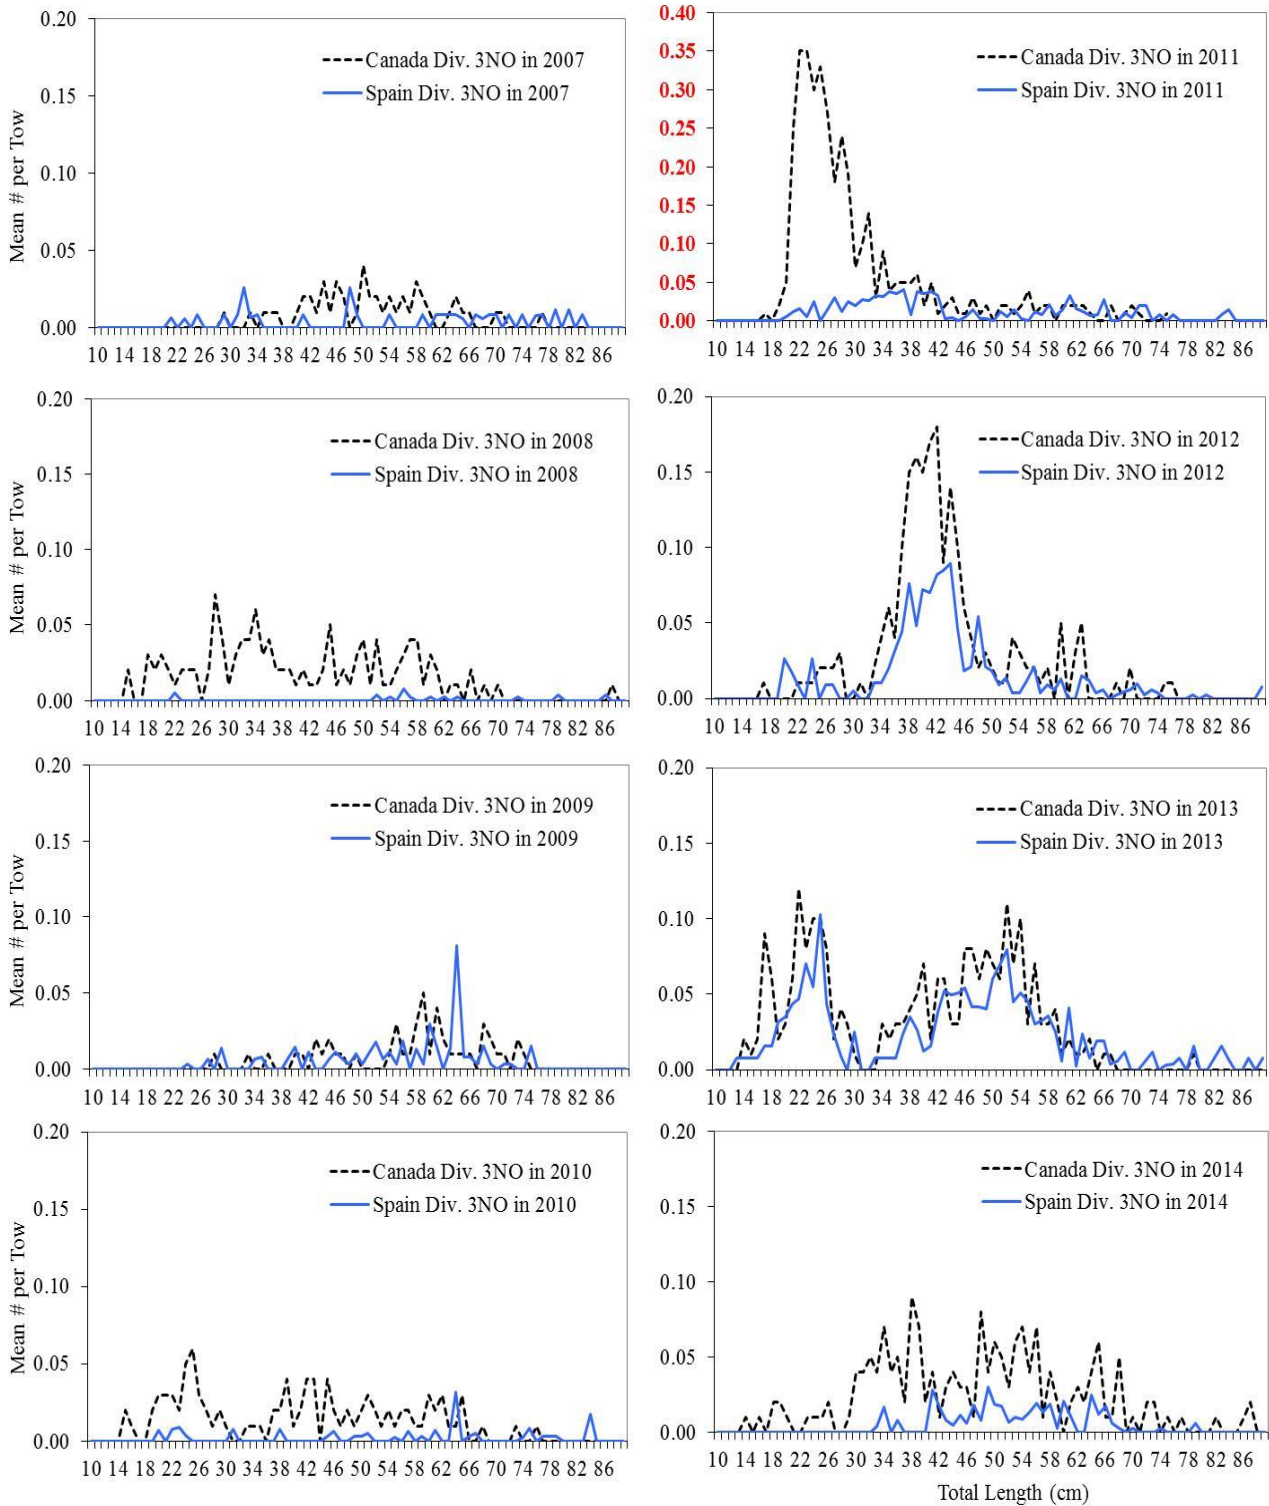 0.20
0.15
0.10
0.05
0.00
Mean # per Tow
Canada Div. 3NO in 2007
Spain Div. 3NO in 2007
10 14 18 22 26 30 34 38 42 46 50 54 58 62 66 70 74 78 82 86
0.40
0.35
0.30
0.25
0.20
0.15
0.10
0.05
0.00
Canada Div. 3NO in 2011
Spain Div. 3NO in 2011
10 14 18 22 26 30 34 38 42 46 50 54 58 62 66 70 74 78 82 86
0.20
0.15
0.10
0.05
0.00
Mean # per Tow
Canada Div. 3NO in 2008
Spain Div. 3NO in 2008
10 14 18 22 26 30 34 38 42 46 50 54 58 62 66 70 74 78 82 86
0.20
0.15
0.10
0.05
0.00
Canada Div. 3NO in 2012
Spain Div. 3NO in 2012
10 14 18 22 26 30 34 38 42 46 50 54 58 62 66 70 74 78 82 86
0.20
0.15
0.10
0.05
0.00
Mean # per Tow
Canada Div. 3NO in 2009
Spain Div. 3NO in 2009
10 14 18 22 26 30 34 38 42 46 50 54 58 62 66 70 74 78 82 86
0.20
0.15
0.10
0.05
0.00
Canada Div. 3NO in 2013
Spain Div. 3NO in 2013
10 14 18 22 26 30 34 38 42 46 50 54 58 62 66 70 74 78 82 86
0.20
0.15
0.10
0.05
0.00
Mean # per Tow
Canada Div. 3NO in 2010
Spain Div. 3NO in 2010
10 14 18 22 26 30 34 38 42 46 50 54 58 62 66 70 74 78 82 86
0.20
0.15
0.10
0.05
0.00
Canada Div. 3NO in 2014
Spain Div. 3NO in 2014
10 14 18 22 26 30 34 38 42 46 50 54 58 62 66 70 74 78 82 86
Total Length (cm)